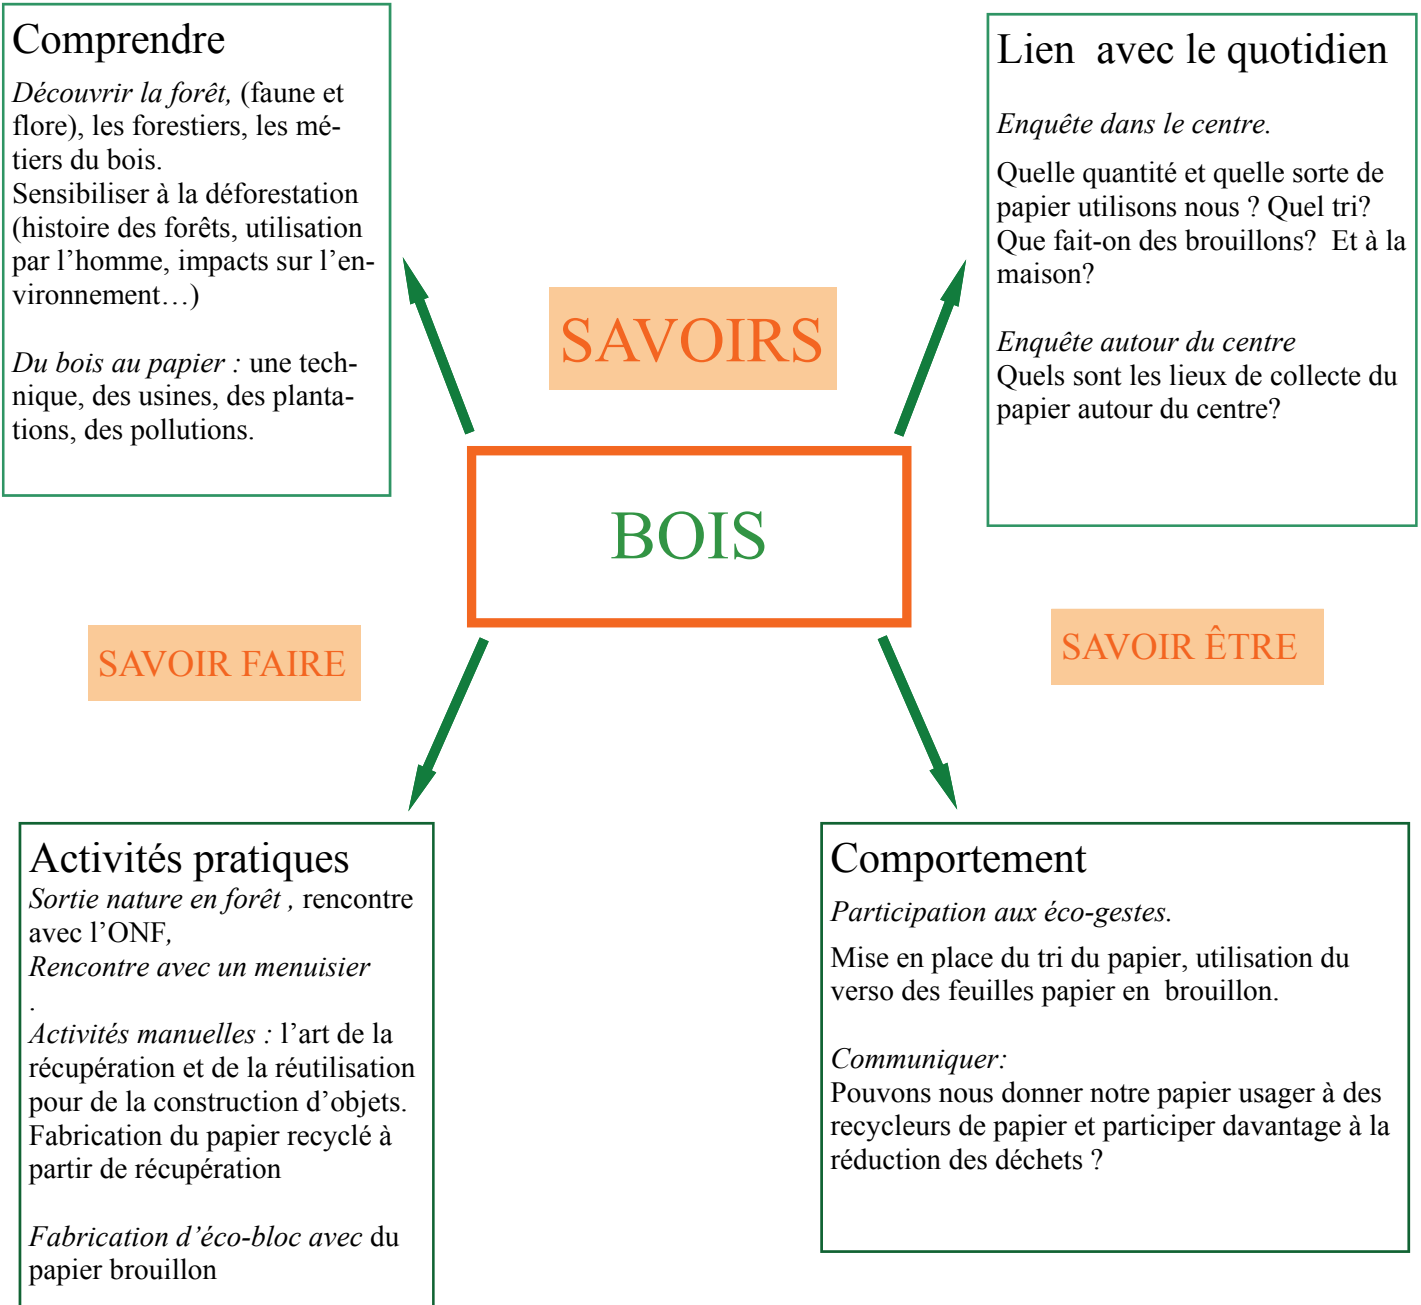 Comprendre
Découvrir la forêt, (faune et
flore), les forestiers, les mé-
tiers du bois.
Sensibiliser à la déforestation
(histoire des forêts, utilisation
par l’homme, impacts sur l’en-
vironnement…)
Du bois au papier : une tech-
nique, des usines, des planta-
tions, des pollutions.
SAVOIRS
Lien avec le quotidien
Enquête dans le centre.
Quelle quantité et quelle sorte de
papier utilisons nous ? Quel tri?
Que fait-on des brouillons? Et à la
maison?
Enquête autour du centre
Quels sont les lieux de collecte du
papier autour du centre?
BOIS
SAVOIR FAIRE
SAVOIR ÊTRE
Activités pratiques
Sortie nature en forêt , rencontre
avec l’ONF,
Rencontre avec un menuisier
.
Activités manuelles : l’art de la
récupération et de la réutilisation
pour de la construction d’objets.
Fabrication du papier recyclé à
partir de récupération
Fabrication d’éco-bloc avec du
papier brouillon
Comportement
Participation aux éco-gestes.
Mise en place du tri du papier, utilisation du
verso des feuilles papier en brouillon.
Communiquer:
Pouvons nous donner notre papier usager à des
recycleurs de papier et participer davantage à la
réduction des déchets ?